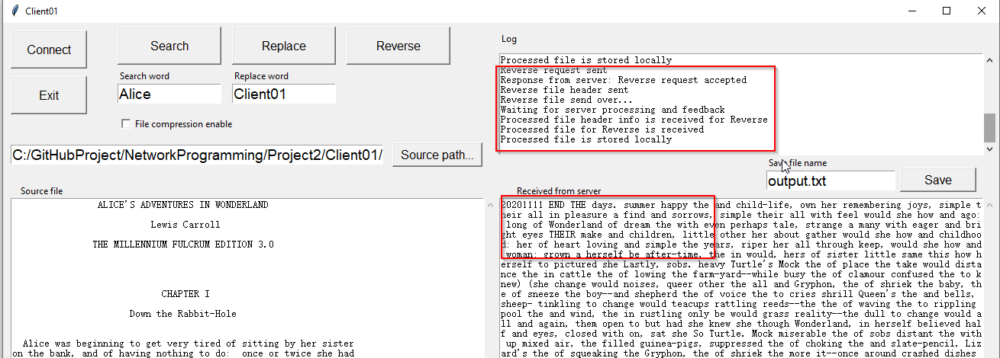 Client01
Connect
Search
Replace
Reverse
Log
Search word
Replace word
Alice
Client01
Exit
File compression enable
Processed file is stored locally
Reverse request sent
Response from server: Reverse request accepted
Reverse file header sent
Reverse file send over...
Waiting for server processing and feedback
Processed file header info is received for Reverse
Processed file for Reverse is received
Processed file is stored locally
C:/GitHubProject/NetworkProgramming/Project2/Client01/
Source path...
Save file name
output.txt
Save
Source file
ALICE'S ADVENTURES IN WONDERLAND
Lewis Carroll
THE MILLENNIUM FULCRUM EDITION 3.0
CHAPTER I
Down the Rabbit-Hole
Alice was beginning to get very tired of sitting by her sister
on the bank, and of having nothing to do: once or twice she had
Received from server
20201111 END THE days. summer happy the and child-life, own her remembering joys, simple t
heir all in pleasure a find and sorrows, simple their all with feel would she how and ago:
long of Wonderland of dream the with even perhaps tale, strange a many with eager and bri
ght eyes THEIR make and children, little other her about gather would she how and childhoo
d: her of heart loving and simple the years, riper her all through keep, would she how and
woman; grown a herself be after-time, the in would, hers of sister little same this how h
erself to pictured she Lastly, sobs. heavy Turtle's Mock the of place the take would dista
nce the in cattle the of lowing the farm-yard--while busy the of clamour confused the to k
new) (she change would noises, queer other the all and Gryphon, the of shriek the baby, th
e of sneeze the boy--and shepherd the of voice the to cries shrill Queen's the and bells,
sheep- tinkling to change would teacups rattling reeds--the the of waving the to rippling
pool the and wind, the in rustling only be would grass reality--the dull to change would a
ll and again, them open to but had she knew she though Wonderland, in herself believed hal
f and eyes, closed with on, sat she So Turtle. Mock miserable the of sobs distant the with
up mixed air, the filled guinea-pigs, suppressed the of choking the and slate-pencil, Liz
ard's the of squeaking the Gryphon, the of shriek the more it--once around crashed dishes